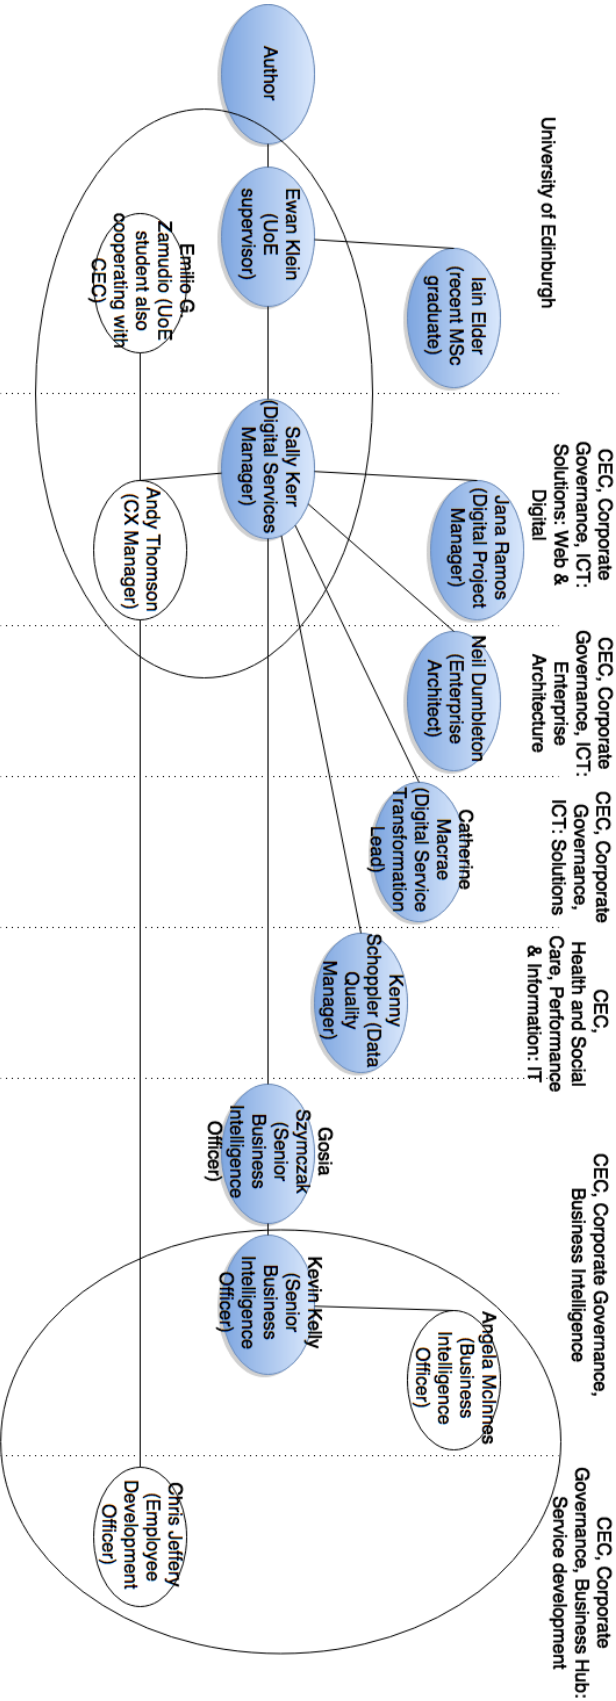 University of Edinburgh
CEC, Corporate
Governance, ICT:
Solutions: Web &
Digital
CEC, Corporate
Governance, ICT:
Enterprise
Architecture
CEC, Corporate
Governance,
ICT: Solutions
CEC,
Health and Social
Care, Performance
& Information: IT
CEC, Corporate Governance,
Business Intelligence
CEC, Corporate
Governance, Business Hub:
Service development
Iain Elder
(recent MSc
graduate)
Jana Ramos
(Digital Project
Manager)
Neil Dumbleton
(Enterprise
Architect)
Catherine
Macrae
(Digital Service
Transformation
Lead)
Kenny
Schoppler (Data
Quality
Manager)
Angela McInnes
(Business
Intelligence
Officer)
Author
Ewan Klein
(UoE
supervisor)
Sally Kerr
(Digital Services
Manager)
Gosia
Szymczak
(Senior
Business
Intelligence
Officer)
Kevin Kelly
(Senior
Business
Intelligence
Officer)
Emilio G.
Zamudio (UoE
student also
cooperating with
CEC)
Andy Thomson
(CX Manager)
Chris Jeffery
(Employee
Development
Officer)